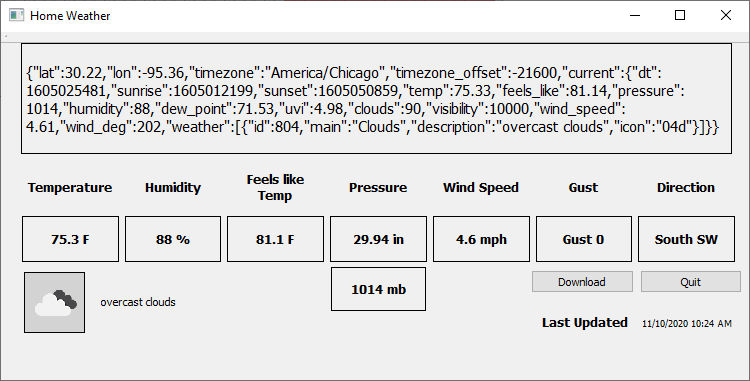 Home Weather
{"lat":30.22,"lon":-95.36,"timezone":"America/Chicago","timezone_offset":-21600,"current":{"dt":
1605025481,"sunrise":1605012199,"sunset":1605050859,"temp":75.33,"feels_like":81.14,"pressure":
1014,"humidity":88,"dew_point":71.53,"uvi":4.98,"clouds":90,"visibility":10000,"wind_speed":
4.61,"wind_deg":202,"weather":[{"id":804,"main":"Clouds","description":"overcast clouds","icon":"04d"}]}}
Temperature Humidity Feels like Temp Pressure Wind Speed Gust Direction
75.3 F 88 % 81.1 F 29.94 in 4.6 mph Gust 0 South SW
overcast clouds 1014 mb Download Quit
Last Updated 11/10/2020 10:24 AM